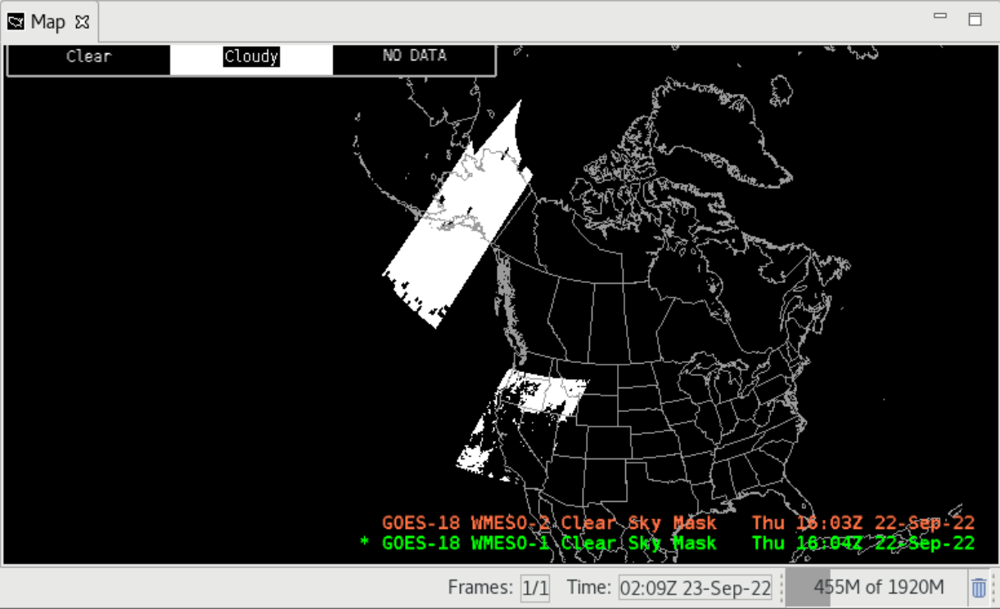 Map
Clear Cloudy NO DATA
GOES-18 WMESO-2 Clear Sky Mask Thu 16:03Z 22-Sep-22
* GOES-18 WMESO-1 Clear Sky Mask Thu 16:04Z 22-Sep-22
Frames: 1/1 Time: 02:09Z 23-Sep-22 455M of 1920M